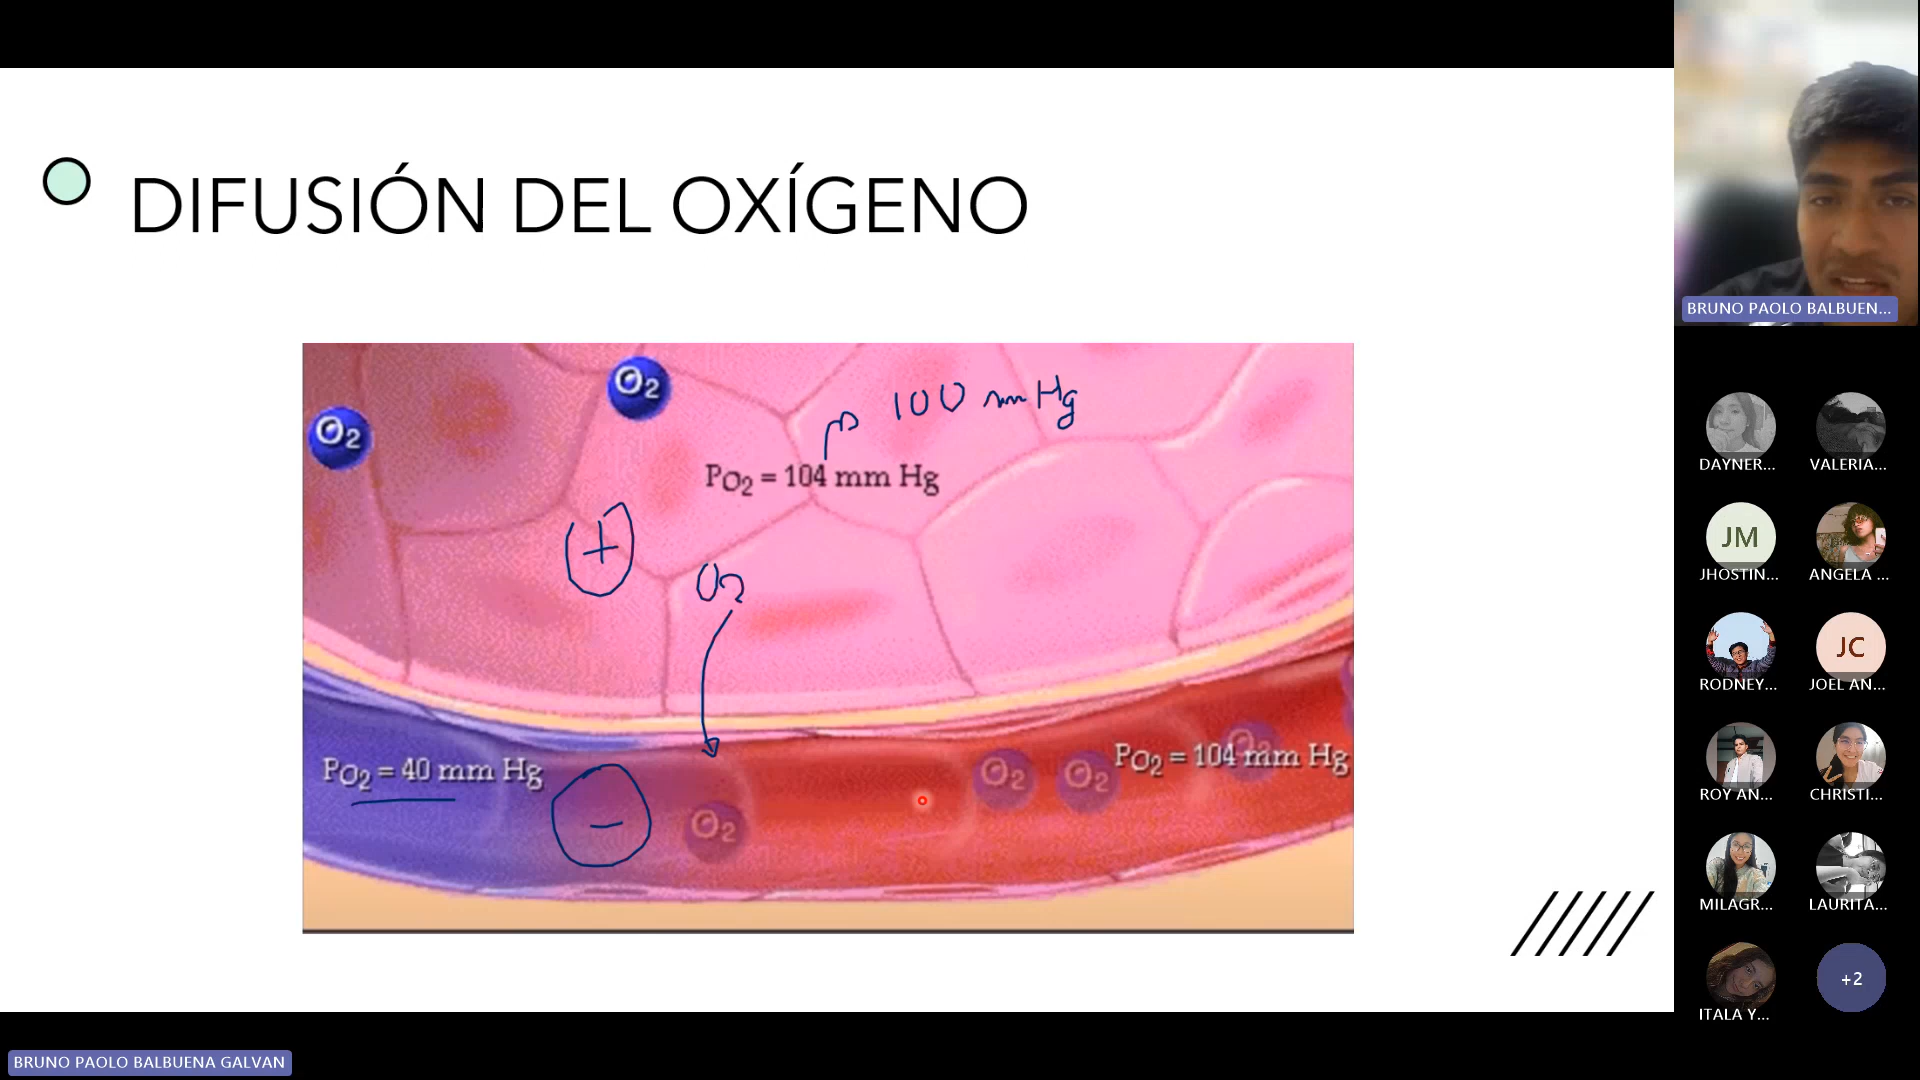 DIFUSIÓN DEL OXÍGENO
O2
O2
100 mm Hg
PO2 = 104 mm Hg
+
O2
PO2 = 40 mm Hg
PO2 = 104 mm Hg
O2
O2
O2
O2
−
BRUNO PAOLO BALBUEN...
DAYNER...
VALERIA...
JM
JHOSTIN...
ANGELA ...
RODNEY...
JC
JOEL AN...
ROY AN...
CHRISTI...
MILAGR...
LAURITA...
ITALA Y...
+2
BRUNO PAOLO BALBUENA GALVAN